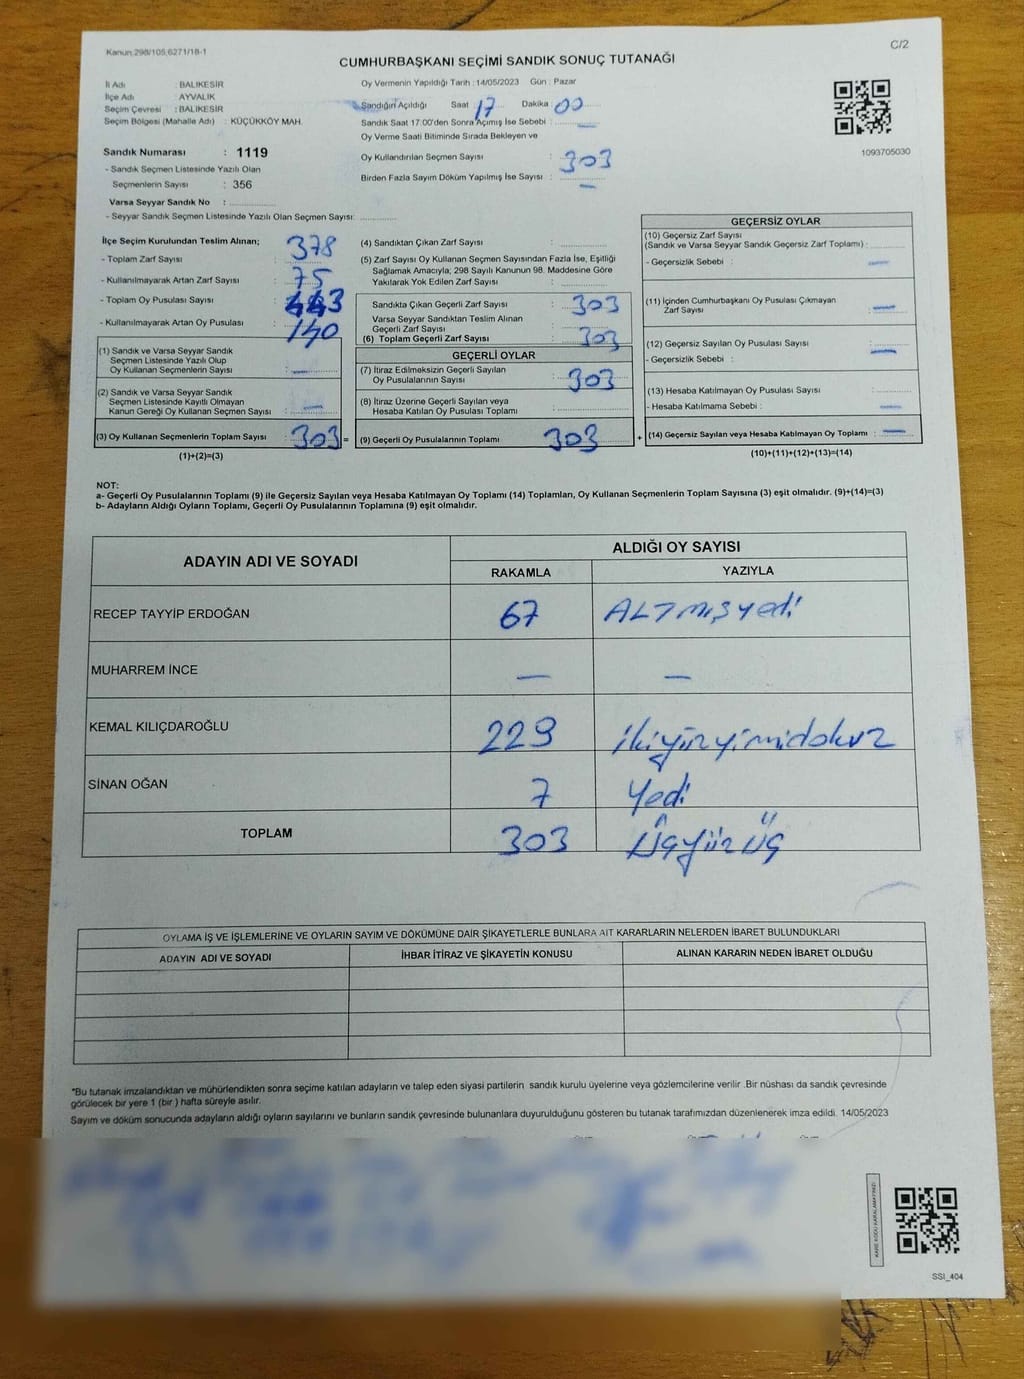 Kanun 298/105,6271/18-1
C/2
CUMHURBAŞKANI SEÇİMİ SANDIK SONUÇ TUTANAĞI
İli Adı : BALIKESİR
İlçe Adı : AYVALIK
Seçim Çevresi : BALIKESİR
Seçim Bölgesi (Mahalle Adı) : KÜÇÜKKÖY MAH.
Sandık Numarası : 1119
- Sandık Seçmen Listesinde Yazılı Olan
Seçmenlerin Sayısı : 356
Varsa Seyyar Sandık No : ..............
- Seyyar Sandık Seçmen Listesinde Yazılı Olan Seçmen Sayısı: ..............
Oy Vermenin Yapıldığı Tarih : 14/05/2023 Gün : Pazar
Sandığın Açıldığı Saat 17 Dakika 00
Sandık Saat 17:00'den Sonra Açımış İse Sebebi : —
Oy Verme Saati Bitiminde Sırada Bekleyen ve
Oy Kullandırılan Seçmen Sayısı : 303
Birden Fazla Sayım Döküm Yapılmış İse Sayısı : —
1093705030
İlçe Seçim Kurulundan Teslim Alınan;
- Toplam Zarf Sayısı : 378
- Kullanılmayarak Artan Zarf Sayısı : 75
- Toplam Oy Pusulası Sayısı : 443
- Kullanılmayarak Artan Oy Pusulası : 140
(1) Sandık ve Varsa Seyyar Sandık
Seçmen Listesinde Yazılı Olup
Oy Kullanan Seçmenlerin Sayısı : —
(2) Sandık ve Varsa Seyyar Sandık
Seçmen Listesinde Kayıtlı Olmayan
Kanun Gereği Oy Kullanan Seçmen Sayısı : —
(3) Oy Kullanan Seçmenlerin Toplam Sayısı : 303 =
(1)+(2)=(3)
(4) Sandıktan Çıkan Zarf Sayısı : ..............
(5) Zarf Sayısı Oy Kullanan Seçmen Sayısından Fazla İse, Eşitliği
Sağlamak Amacıyla; 298 Sayılı Kanunun 98. Maddesine Göre
Yakılarak Yok Edilen Zarf Sayısı : ..............
Sandıkta Çıkan Geçerli Zarf Sayısı : 303
Varsa Seyyar Sandıktan Teslim Alınan
Geçerli Zarf Sayısı :
(6) Toplam Geçerli Zarf Sayısı : 303
GEÇERLİ OYLAR
(7) İtiraz Edilmeksizin Geçerli Sayılan
Oy Pusulalarının Sayısı : 303
(8) İtiraz Üzerine Geçerli Sayılan veya
Hesaba Katılan Oy Pusulası Toplamı : ..............
(9) Geçerli Oy Pusulalarının Toplamı : 303 +
GEÇERSİZ OYLAR
(10) Geçersiz Zarf Sayısı
(Sandık ve Varsa Seyyar Sandık Geçersiz Zarf Toplamı) : ..............
- Geçersizlik Sebebi : —
(11) İçinden Cumhurbaşkanı Oy Pusulası Çıkmayan
Zarf Sayısı : —
(12) Geçersiz Sayılan Oy Pusulası Sayısı : —
- Geçersizlik Sebebi :
(13) Hesaba Katılmayan Oy Pusulası Sayısı : ..............
- Hesaba Katılmama Sebebi : —
(14) Geçersiz Sayılan veya Hesaba Katılmayan Oy Toplamı : —
(10)+(11)+(12)+(13)=(14)
NOT:
a- Geçerli Oy Pusulalarının Toplamı (9) ile Geçersiz Sayılan veya Hesaba Katılmayan Oy Toplamı (14) Toplamları, Oy Kullanan Seçmenlerin Toplam Sayısına (3) eşit olmalıdır. (9)+(14)=(3)
b- Adayların Aldığı Oyların Toplamı, Geçerli Oy Pusulalarının Toplamına (9) eşit olmalıdır.
ADAYIN ADI VE SOYADI ALDIĞI OY SAYISI
RAKAMLA YAZIYLA
RECEP TAYYİP ERDOĞAN 67 ALTmışyedi
MUHARREM İNCE — —
KEMAL KILIÇDAROĞLU 229 ikiyüzyirmidokuz
SİNAN OĞAN 7 Yedi
TOPLAM 303 Üçyüz üç
OYLAMA İŞ VE İŞLEMLERİNE VE OYLARIN SAYIM VE DÖKÜMÜNE DAİR ŞİKAYETLERLE BUNLARA AİT KARARLARIN NELERDEN İBARET BULUNDUKLARI
ADAYIN ADI VE SOYADI İHBAR İTİRAZ VE ŞİKAYETİN KONUSU ALINAN KARARIN NEDEN İBARET OLDUĞU
*Bu tutanak imzalandıktan ve mühürlendikten sonra seçime katılan adayların ve talep eden siyasi partilerin sandık kurulu üyelerine veya gözlemcilerine verilir .Bir nüshası da sandık çevresinde
görülecek bir yere 1 (bir ) hafta süreyle asılır.
Sayım ve döküm sonucunda adayların aldığı oyların sayılarını ve bunların sandık çevresinde bulunanlara duyurulduğunu gösteren bu tutanak tarafımızdan düzenlenerek imza edildi. 14/05/2023
KARE KODU KARALAMAYINIZ!
SSI_404